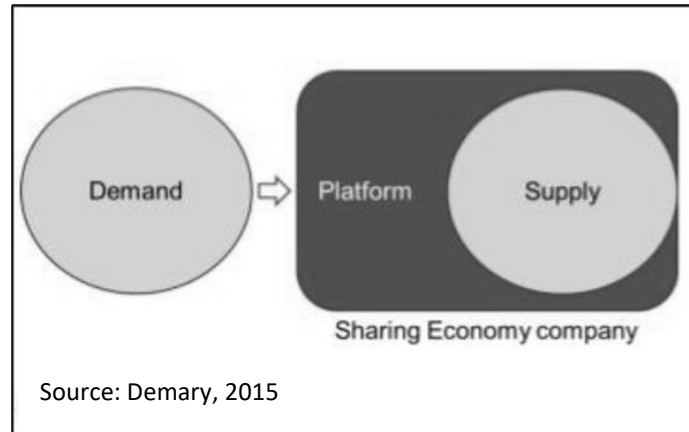 Demand
Platform
Supply
Sharing Economy company
Source: Demary, 2015